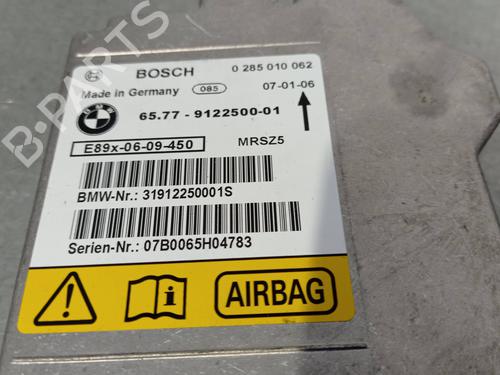 BOSCH 0 285 010 062
Made in Germany 085 07-01-06
65.77 - 9122500-01
E89x-06-09-450 MRSZ5
BMW-Nr.: 31912250001S
Serien-Nr.: 07B0065H04783
AIRBAG
B-PARTS